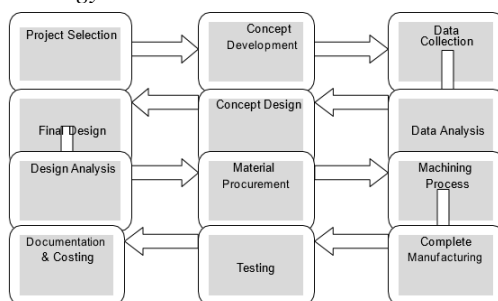 Project Selection
Concept
Development
Data
Collection
Final Design
Concept Design
Data Analysis
Design Analysis
Material
Procurement
Machining
Process
Documentation
& Costing
Testing
Complete
Manufacturing